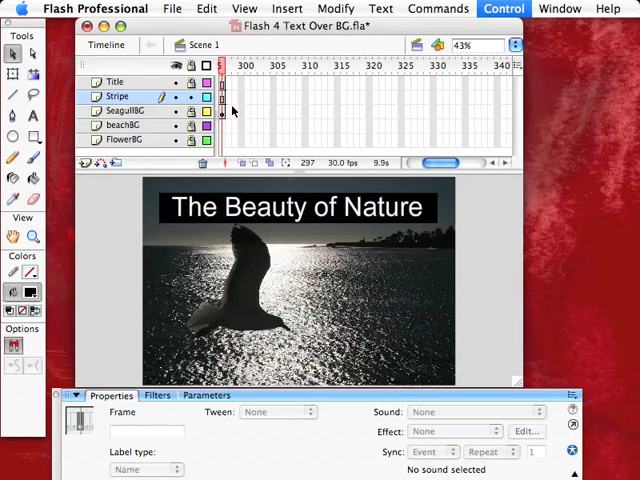 Flash Professional File Edit View Insert Modify Text Commands Control Window Help
Flash 4 Text Over BG.fla*
Tools
Timeline Scene 1 43%
300 305 310 315 320 325 330 335 340
Title
Stripe
SeagullBG
beachBG
FlowerBG
297 30.0 fps 9.9s
The Beauty of Nature
View
Colors
Options
Properties Filters Parameters
Frame Tween: None Sound: None
Effect: None Edit...
Label type: Sync: Event Repeat 1
Name No sound selected